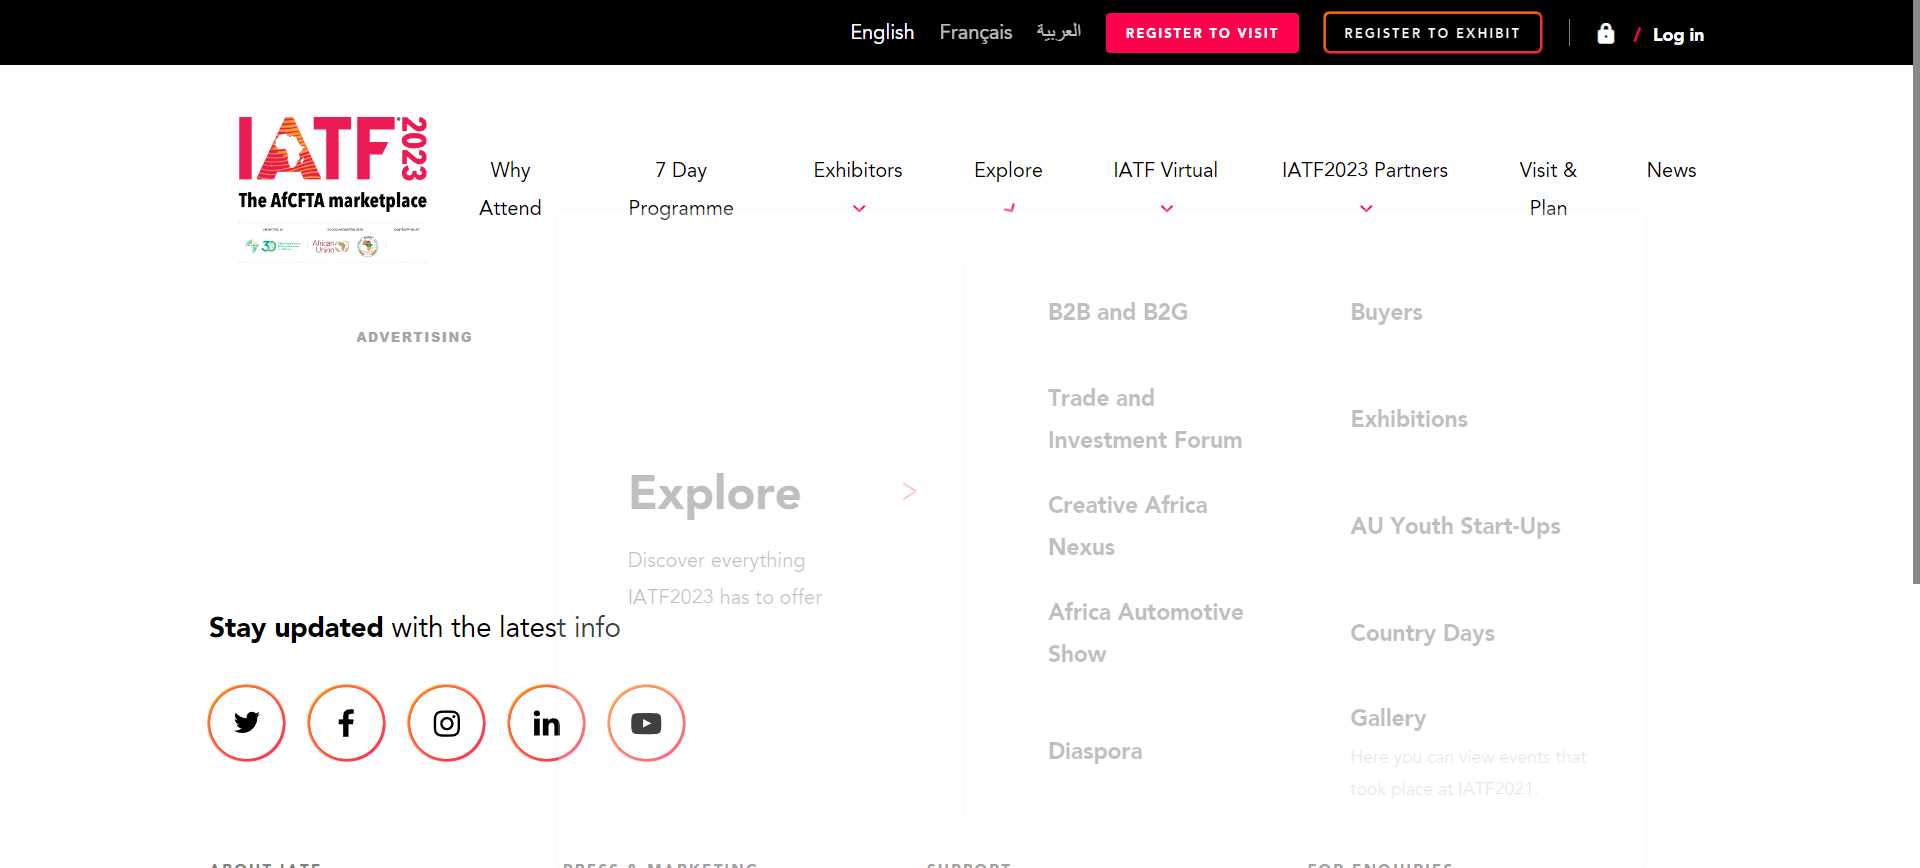 English Français العربية REGISTER TO VISIT REGISTER TO EXHIBIT / Log in
IATF 2023
The AfCFTA marketplace
Why Attend
7 Day Programme
Exhibitors
Explore
IATF Virtual
IATF2023 Partners
Visit & Plan
News
African Union
ADVERTISING
Explore >
Discover everything
IATF2023 has to offer
B2B and B2G
Trade and
Investment Forum
Creative Africa
Nexus
Africa Automotive
Show
Diaspora
Buyers
Exhibitions
AU Youth Start-Ups
Country Days
Gallery
Here you can view events that
took place at IATF2021.
Stay updated with the latest info
ABOUT IATF
PRESS & MARKETING
SUPPORT
FOR ENQUIRIES